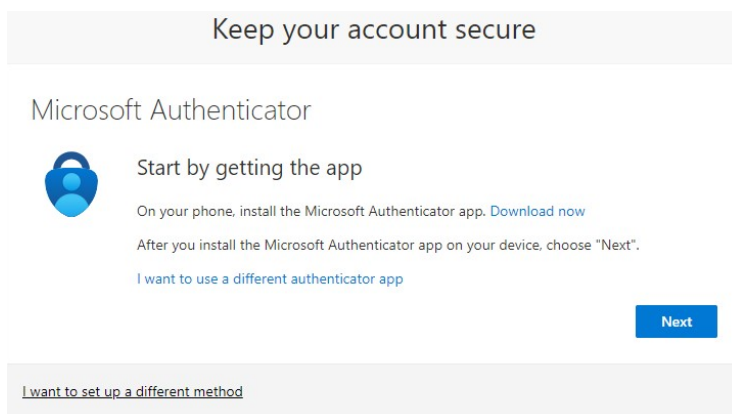 Keep your account secure
Microsoft Authenticator
Start by getting the app
On your phone, install the Microsoft Authenticator app. Download now
After you install the Microsoft Authenticator app on your device, choose "Next".
I want to use a different authenticator app
Next
I want to set up a different method